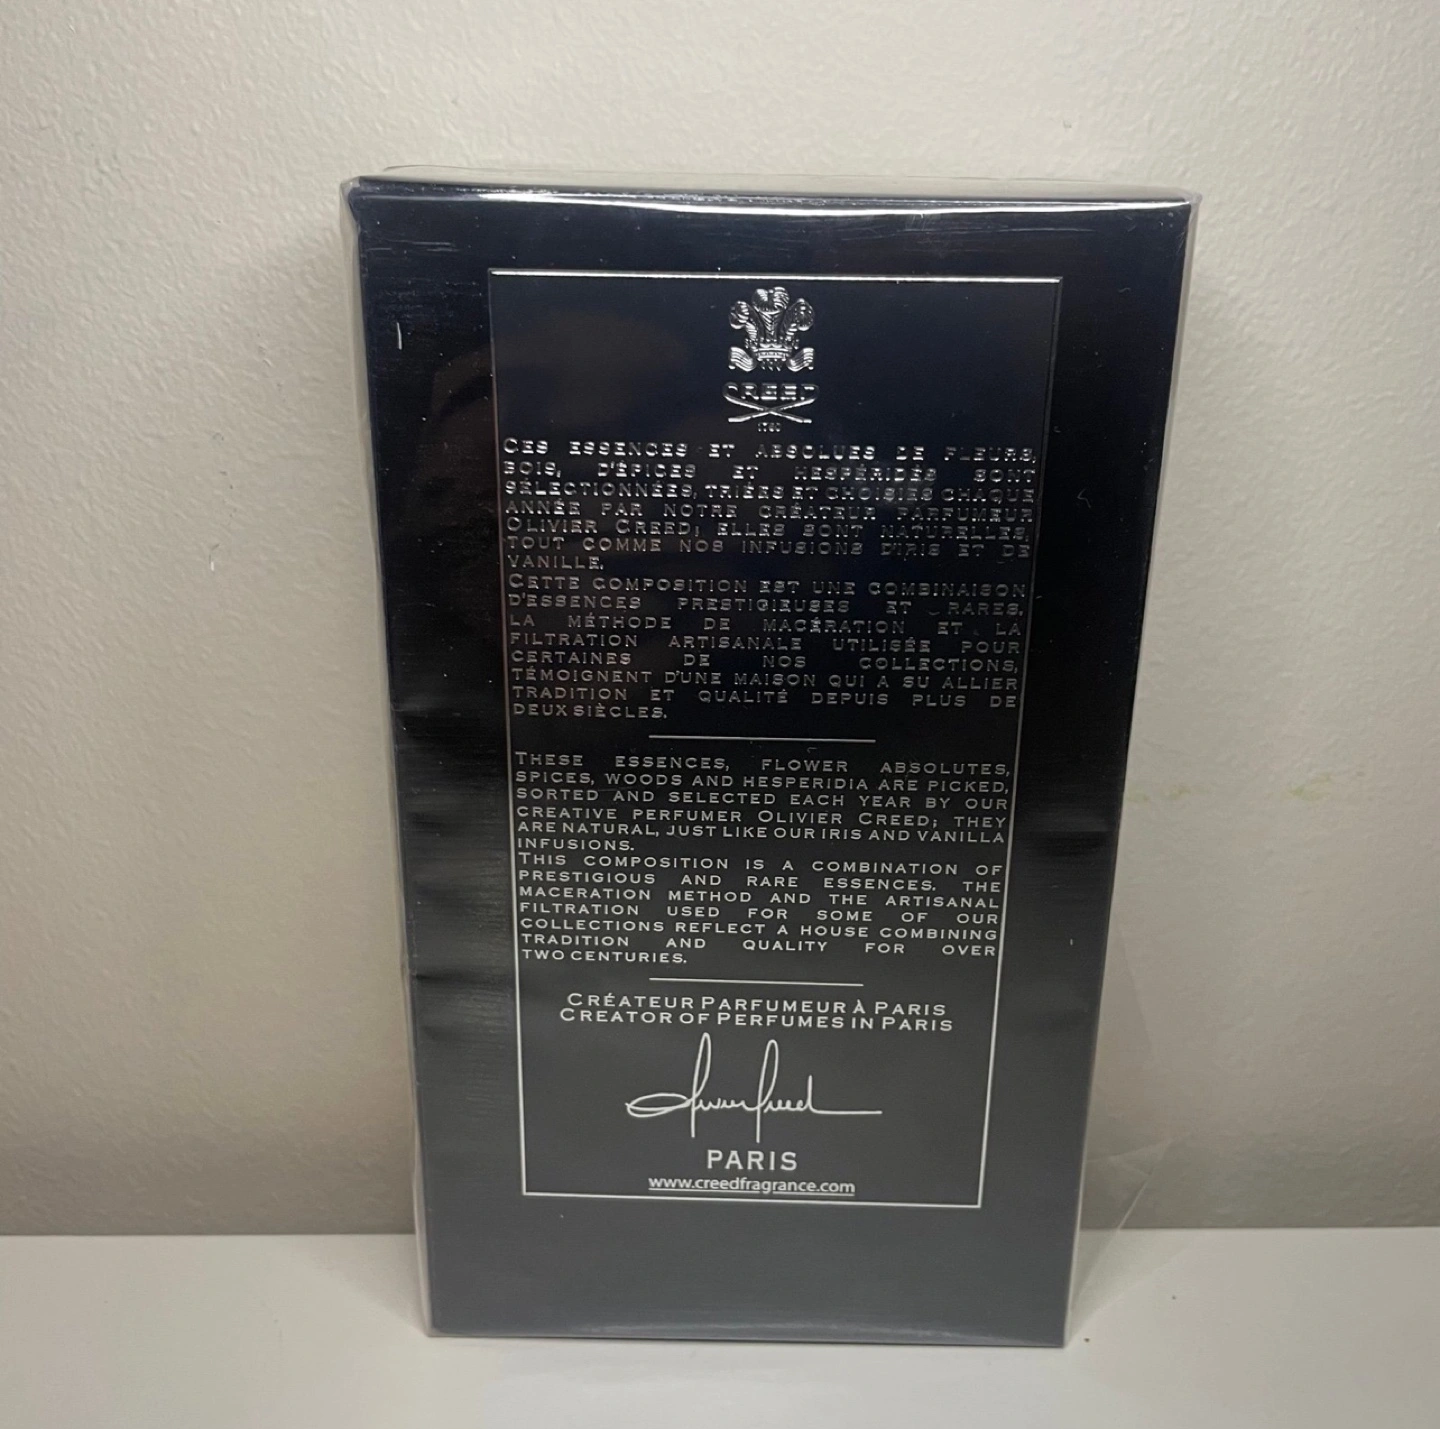 CREED
1760
CES ESSENCES ET ABSOLUES DE FLEURS,
BOIS, D'ÉPICES ET HESPÉRIDÉS SONT
SÉLECTIONNÉES, TRIÉES ET CHOISIES CHAQUE
ANNÉE PAR NOTRE CRÉATEUR PARFUMEUR
OLIVIER CREED; ELLES SONT NATURELLES,
TOUT COMME NOS INFUSIONS D'IRIS ET DE
VANILLE.
CETTE COMPOSITION EST UNE COMBINAISON
D'ESSENCES PRESTIGIEUSES ET RARES.
LA MÉTHODE DE MACÉRATION ET LA
FILTRATION ARTISANALE UTILISÉE POUR
CERTAINES DE NOS COLLECTIONS,
TÉMOIGNENT D'UNE MAISON QUI A SU ALLIER
TRADITION ET QUALITÉ DEPUIS PLUS DE
DEUX SIÈCLES.
THESE ESSENCES, FLOWER ABSOLUTES,
SPICES, WOODS AND HESPERIDIA ARE PICKED,
SORTED AND SELECTED EACH YEAR BY OUR
CREATIVE PERFUMER OLIVIER CREED; THEY
ARE NATURAL, JUST LIKE OUR IRIS AND VANILLA
INFUSIONS.
THIS COMPOSITION IS A COMBINATION OF
PRESTIGIOUS AND RARE ESSENCES. THE
MACERATION METHOD AND THE ARTISANAL
FILTRATION USED FOR SOME OF OUR
COLLECTIONS REFLECT A HOUSE COMBINING
TRADITION AND QUALITY FOR OVER
TWO CENTURIES.
CRÉATEUR PARFUMEUR À PARIS
CREATOR OF PERFUMES IN PARIS
Olivier Creed
PARIS
www.creedfragrance.com